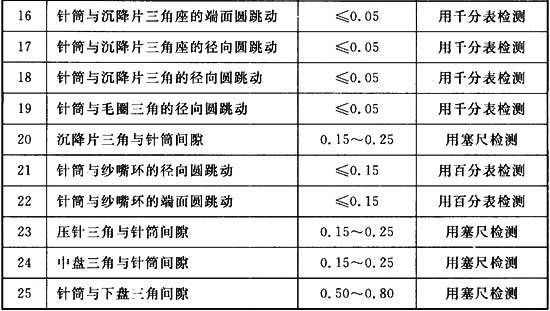 16 针筒与沉降片三角座的端面圆跳动 ≤0.05 用千分表检测
17 针筒与沉降片三角座的径向圆跳动 ≤0.05 用千分表检测
18 针筒与沉降片三角的径向圆跳动 ≤0.05 用千分表检测
19 针筒与毛圈三角的径向圆跳动 ≤0.05 用千分表检测
20 沉降片三角与针筒间隙 0.15～0.25 用塞尺检测
21 针筒与纱嘴环的径向圆跳动 ≤0.15 用百分表检测
22 针筒与纱嘴环的端面圆跳动 ≤0.15 用百分表检测
23 压针三角与针筒间隙 0.15～0.25 用塞尺检测
24 中盘三角与针筒间隙 0.15～0.25 用塞尺检测
25 针筒与下盘三角间隙 0.50～0.80 用塞尺检测